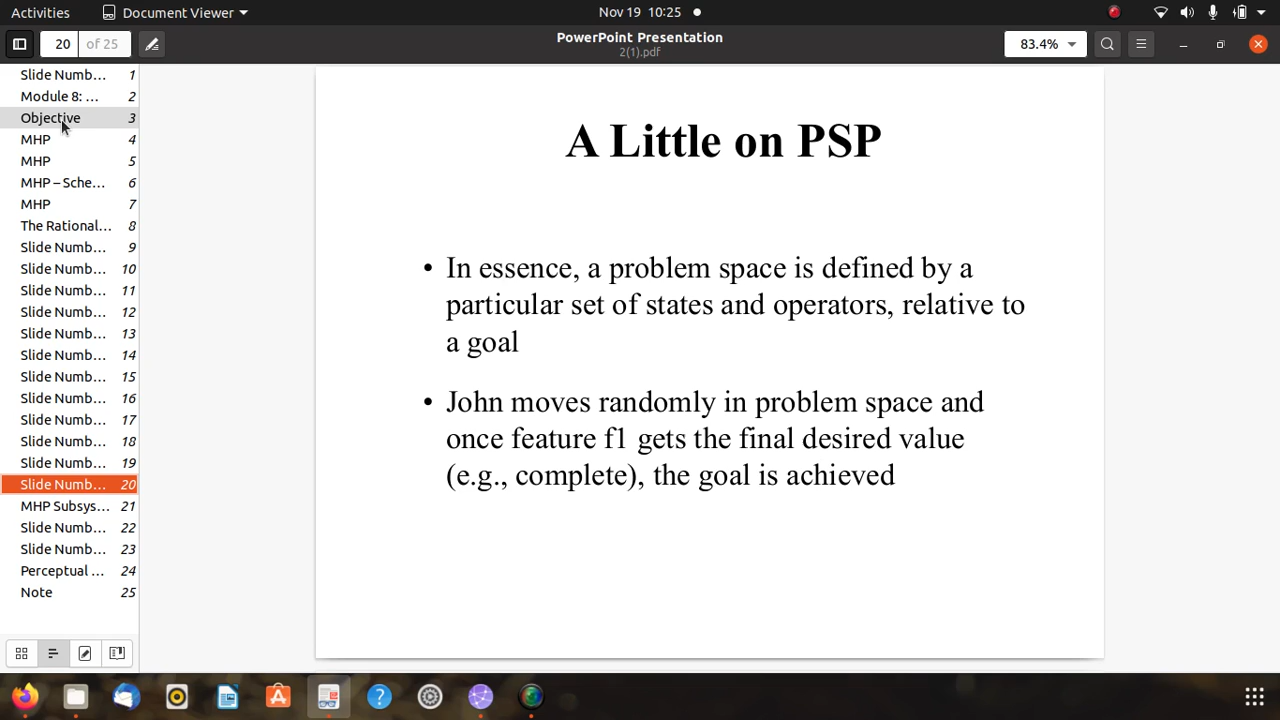 Activities
Document Viewer
Nov 19 10:25
20 of 25
PowerPoint Presentation
2(1).pdf
83.4%
Slide Numb... 1
Module 8: ... 2
Objective 3
MHP 4
MHP 5
MHP – Sche... 6
MHP 7
The Rational... 8
Slide Numb... 9
Slide Numb... 10
Slide Numb... 11
Slide Numb... 12
Slide Numb... 13
Slide Numb... 14
Slide Numb... 15
Slide Numb... 16
Slide Numb... 17
Slide Numb... 18
Slide Numb... 19
Slide Numb... 20
MHP Subsys... 21
Slide Numb... 22
Slide Numb... 23
Perceptual ... 24
Note 25
A Little on PSP
• In essence, a problem space is defined by a
particular set of states and operators, relative to
a goal
• John moves randomly in problem space and
once feature f1 gets the final desired value
(e.g., complete), the goal is achieved